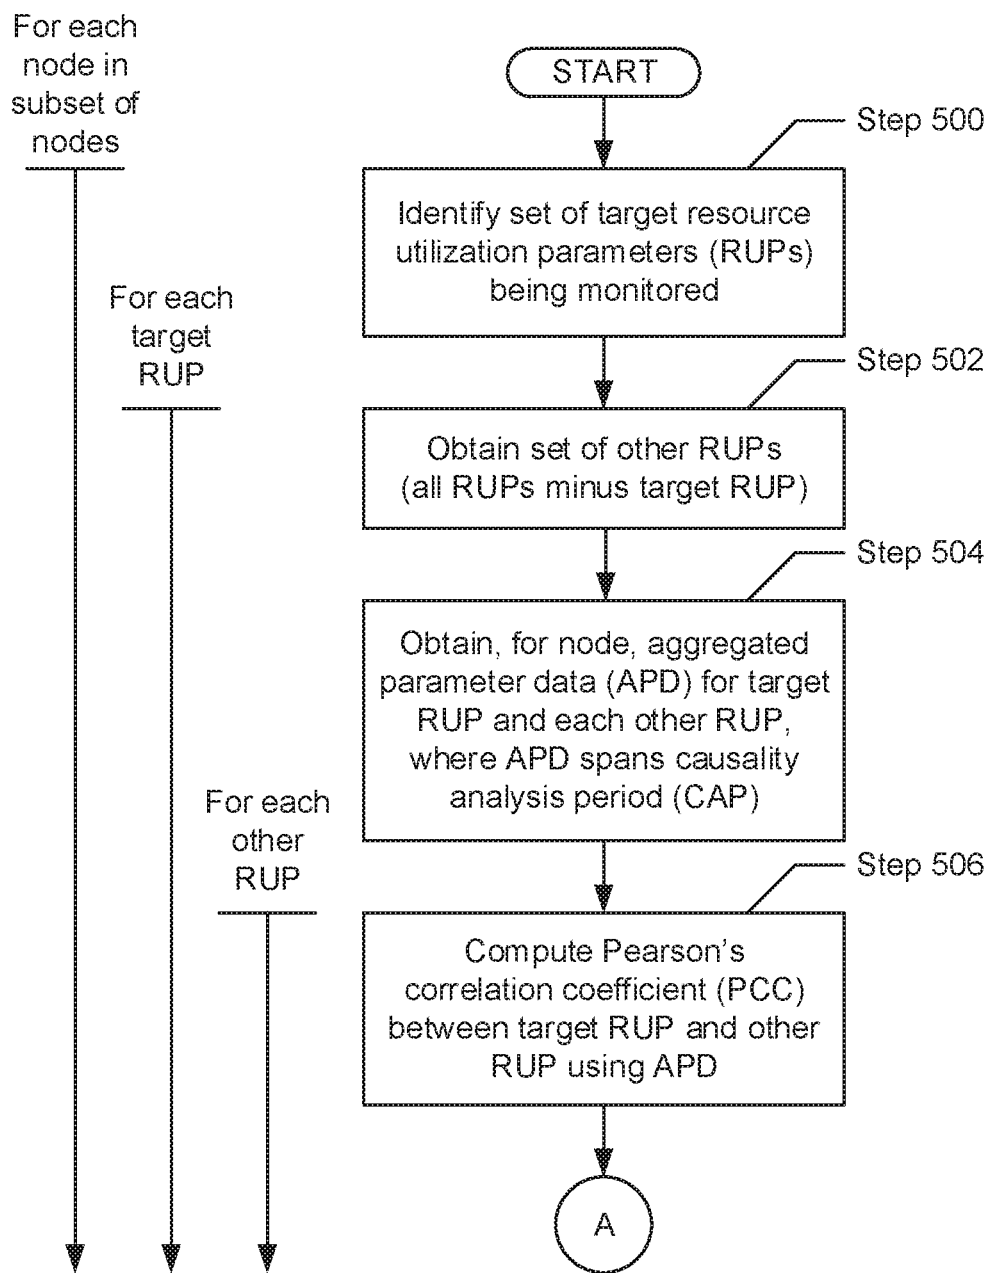 For each
node in
subset of
nodes
START
Step 500
Identify set of target resource
utilization parameters (RUPs)
being monitored
For each
target
RUP
Step 502
Obtain set of other RUPs
(all RUPs minus target RUP)
Step 504
Obtain, for node, aggregated
parameter data (APD) for target
RUP and each other RUP,
where APD spans causality
analysis period (CAP)
For each
other
RUP
Step 506
Compute Pearson's
correlation coefficient (PCC)
between target RUP and other
RUP using APD
A